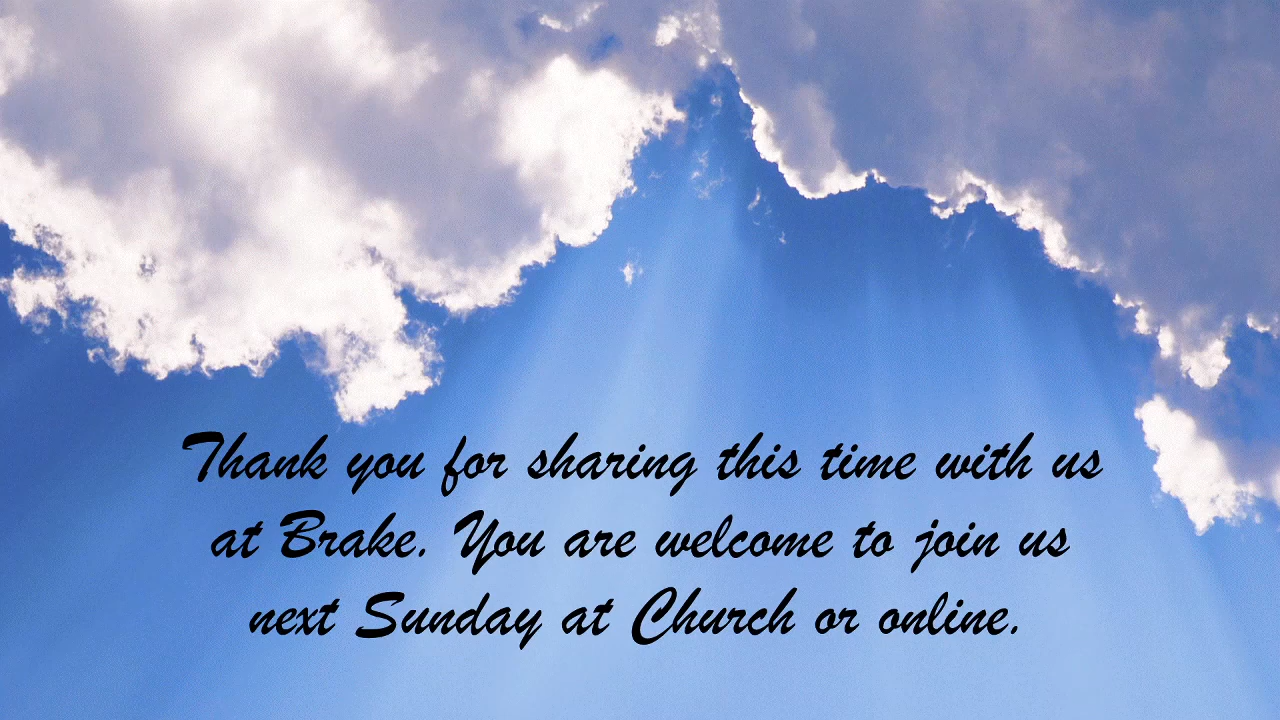 Thank you for sharing this time with us
at Brake. You are welcome to join us
next Sunday at Church or online.